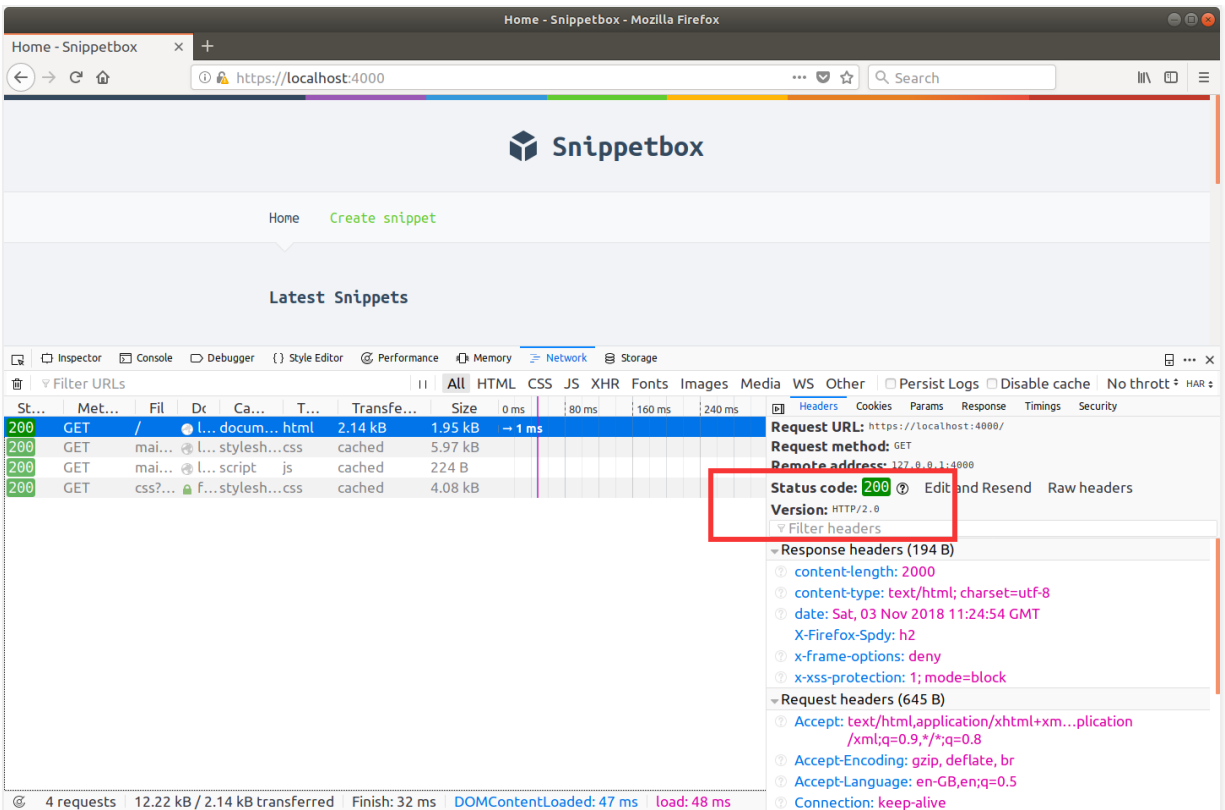 Home - Snippetbox - Mozilla Firefox
Home - Snippetbox
https://localhost:4000
Search
Snippetbox
Home Create snippet
Latest Snippets
Inspector Console Debugger { } Style Editor Performance Memory Network Storage
Filter URLs All HTML CSS JS XHR Fonts Images Media WS Other Persist Logs Disable cache No thrott HAR
St... Met... Fil Do Ca... T... Transfe... Size 0 ms 80 ms 160 ms 240 ms
200 GET / l... docum... html 2.14 kB 1.95 kB → 1 ms
200 GET mai... l... stylesh... css cached 5.97 kB
200 GET mai... l... script js cached 224 B
200 GET css?... f... stylesh... css cached 4.08 kB
Headers Cookies Params Response Timings Security
Request URL: https://localhost:4000/
Request method: GET
Remote address: 127.0.0.1:4000
Status code: 200 Edit and Resend Raw headers
Version: HTTP/2.0
Filter headers
Response headers (194 B)
content-length: 2000
content-type: text/html; charset=utf-8
date: Sat, 03 Nov 2018 11:24:54 GMT
X-Firefox-Spdy: h2
x-frame-options: deny
x-xss-protection: 1; mode=block
Request headers (645 B)
Accept: text/html,application/xhtml+xm...plication
/xml;q=0.9,*/*;q=0.8
Accept-Encoding: gzip, deflate, br
Accept-Language: en-GB,en;q=0.5
Connection: keep-alive
4 requests 12.22 kB / 2.14 kB transferred Finish: 32 ms DOMContentLoaded: 47 ms load: 48 ms